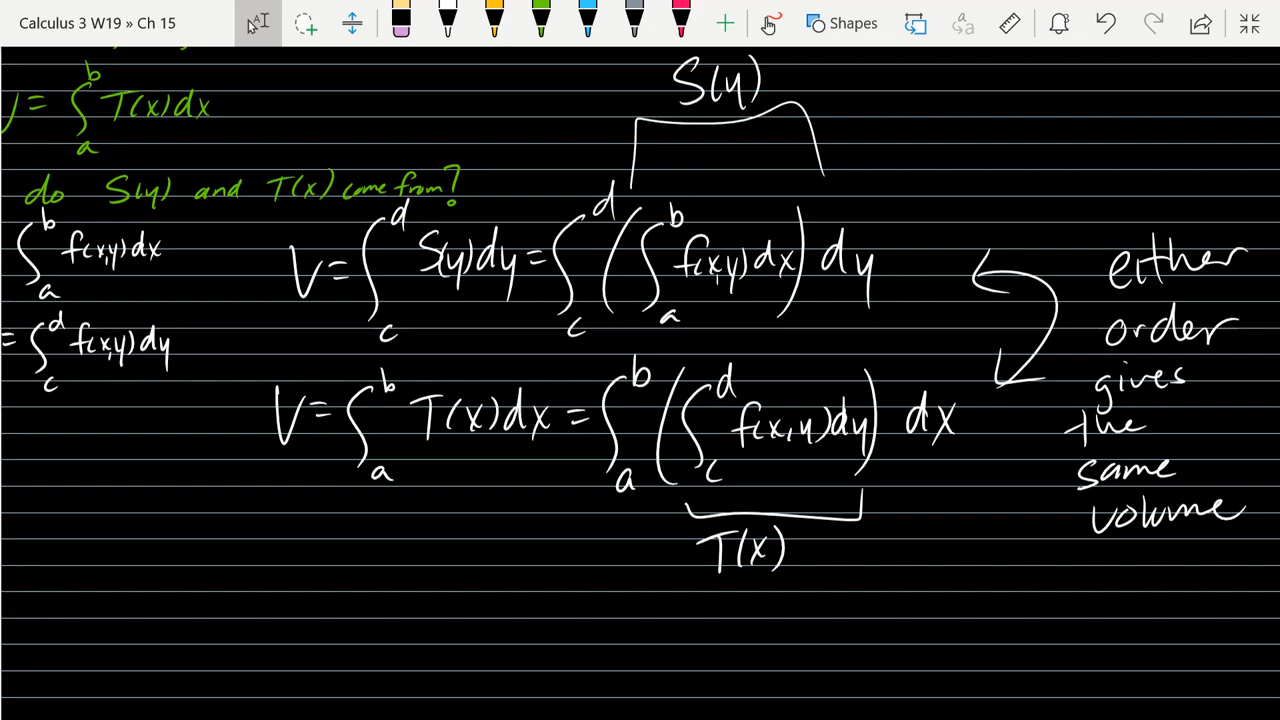 Calculus 3 W19 » Ch 15
Shapes
= ∫_a^b T(x)dx
do S(y) and T(x) come from?
∫_a^b f(x,y)dx
= ∫_c^d f(x,y)dy
S(y)
V = ∫_c^d S(y)dy = ∫_c^d (∫_a^b f(x,y)dx) dy
V = ∫_a^b T(x)dx = ∫_a^b (∫_c^d f(x,y)dy) dx
T(x)
either
order
gives
the
same
volume